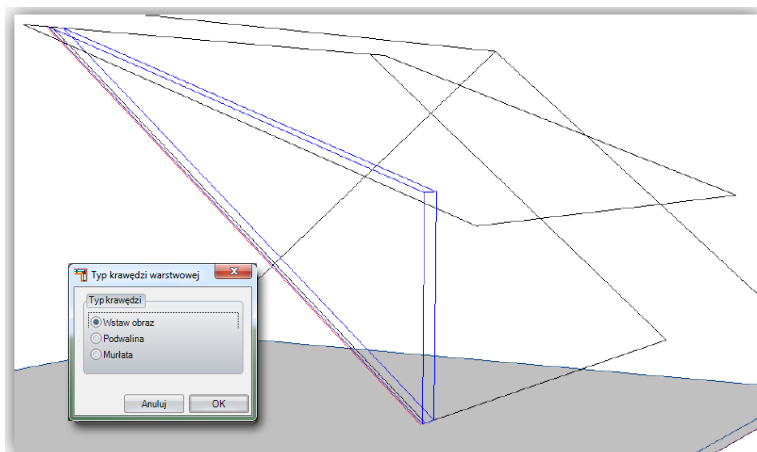 Typ krawędzi warstwowej
Typ krawędzi
Wstaw obraz
Podwalina
Murłata
Anuluj
OK